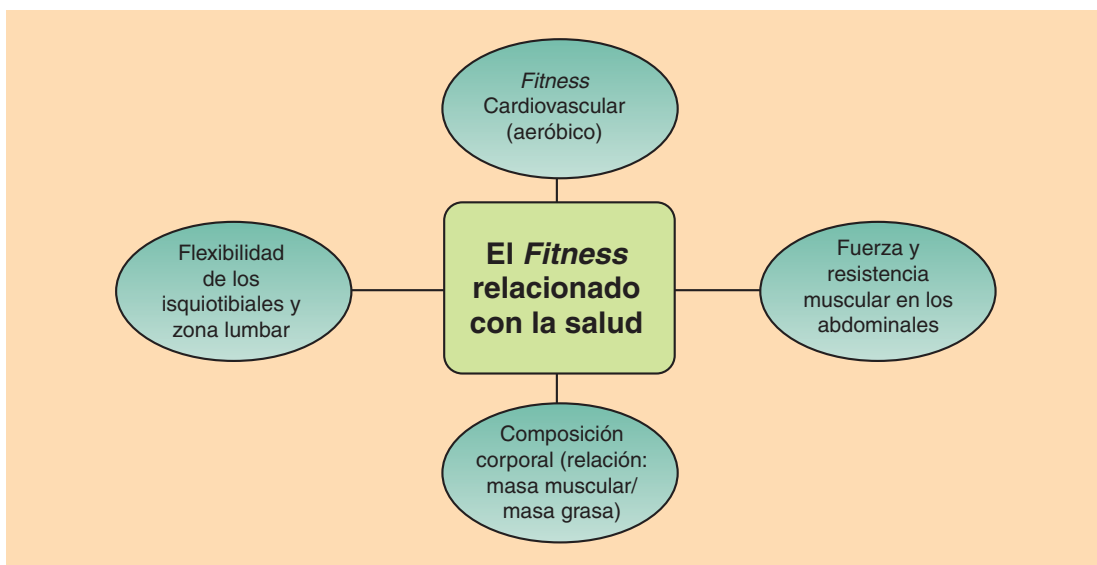 Fitness
Cardiovascular
(aeróbico)
Flexibilidad
de los
isquiotibiales y
zona lumbar
El Fitness
relacionado
con la salud
Fuerza y
resistencia
muscular en los
abdominales
Composición
corporal (relación:
masa muscular/
masa grasa)